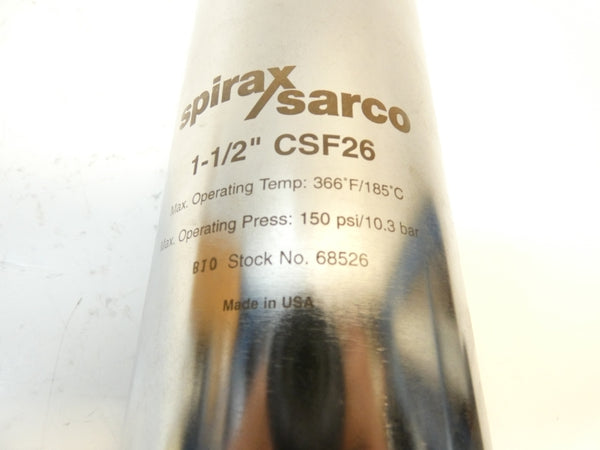 spirax
sarco
1-1/2" CSF26
Max. Operating Temp: 366°F/185°C
Max. Operating Press: 150 psi/10.3 bar
BJO Stock No. 68526
Made in USA